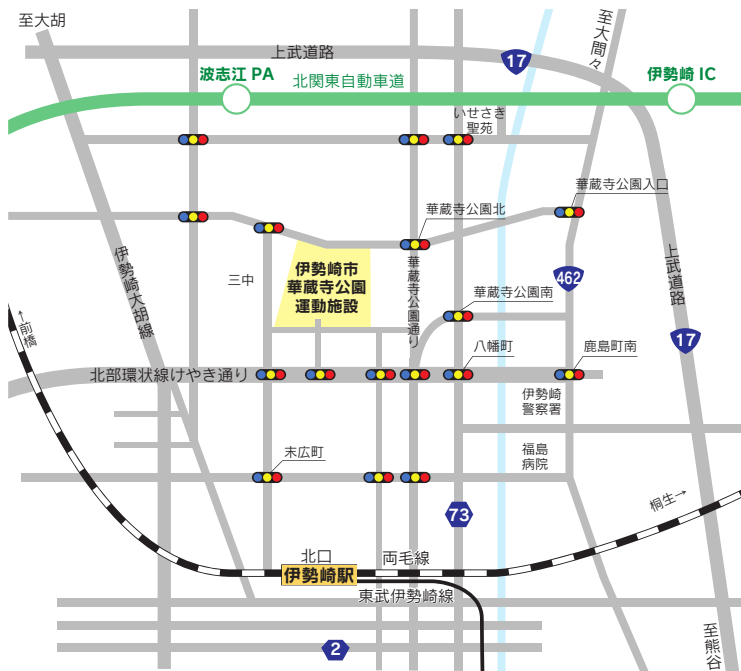 至大胡
至大間々
上武道路
17
波志江 PA
北関東自動車道
伊勢崎 IC
いせさき
聖苑
華蔵寺公園入口
華蔵寺公園北
伊勢崎大胡線
三中
伊勢崎市
華蔵寺公園
運動施設
華蔵寺公園通り
462
上武道路
華蔵寺公園南
←前橋
17
八幡町
鹿島町南
北部環状線けやき通り
伊勢崎
警察署
末広町
福島
病院
桐生→
73
北口
両毛線
伊勢崎駅
東武伊勢崎線
2
至熊谷